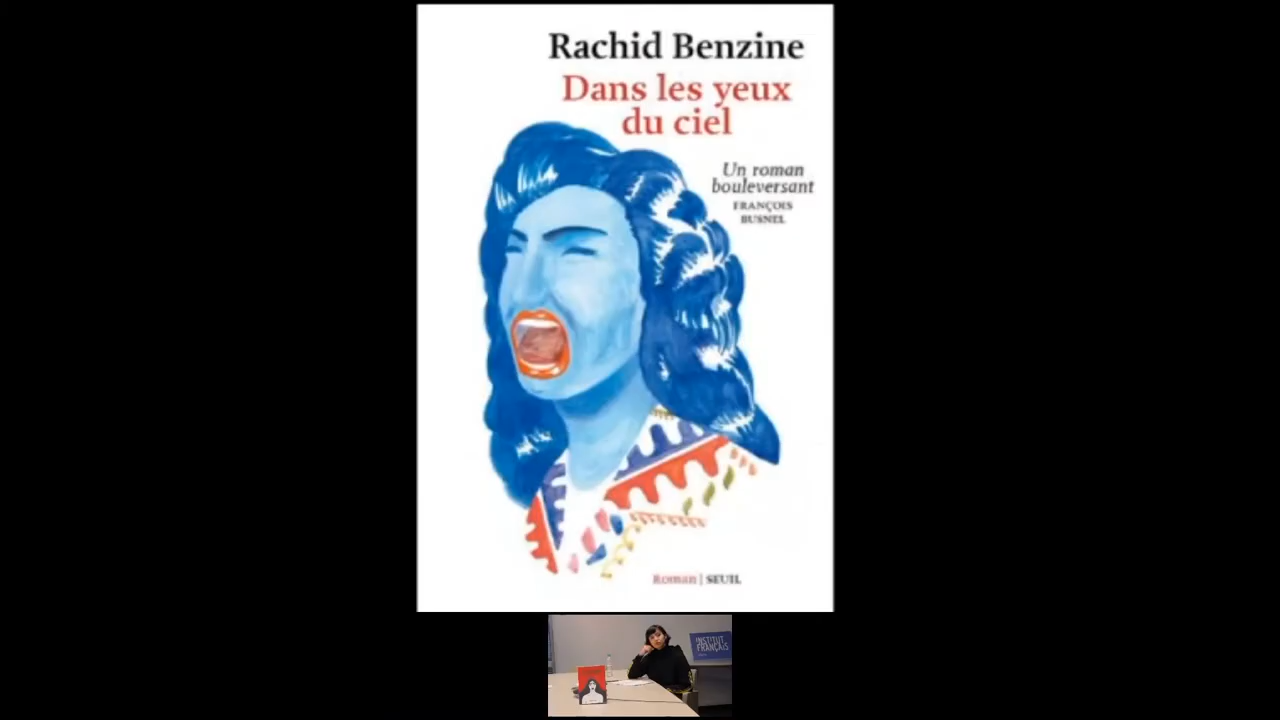 Rachid Benzine
Dans les yeux
du ciel
Un roman
bouleversant
FRANÇOIS
BUSNEL
Roman | SEUIL
INSTITUT
FRANÇAIS